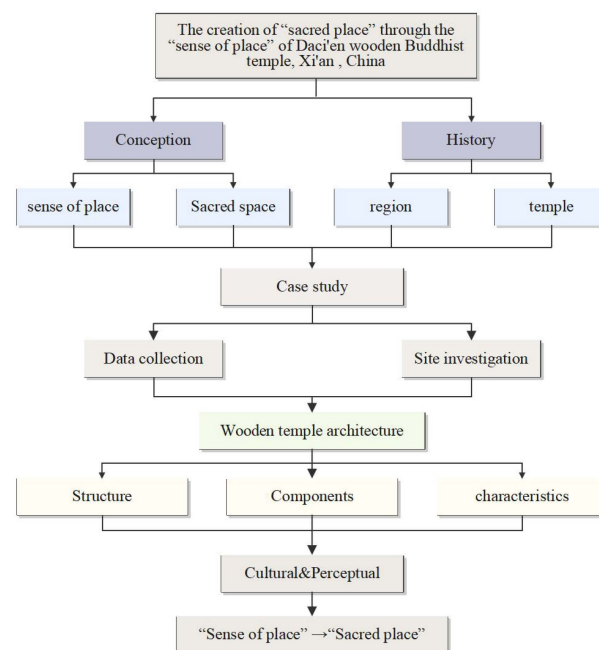 The creation of “sacred place” through the
“sense of place” of Daci'en wooden Buddhist
temple, Xi'an , China
Conception
History
sense of place
Sacred space
region
temple
Case study
Data collection
Site investigation
Wooden temple architecture
Structure
Components
characteristics
Cultural&Perceptual
“Sense of place” →“Sacred place”